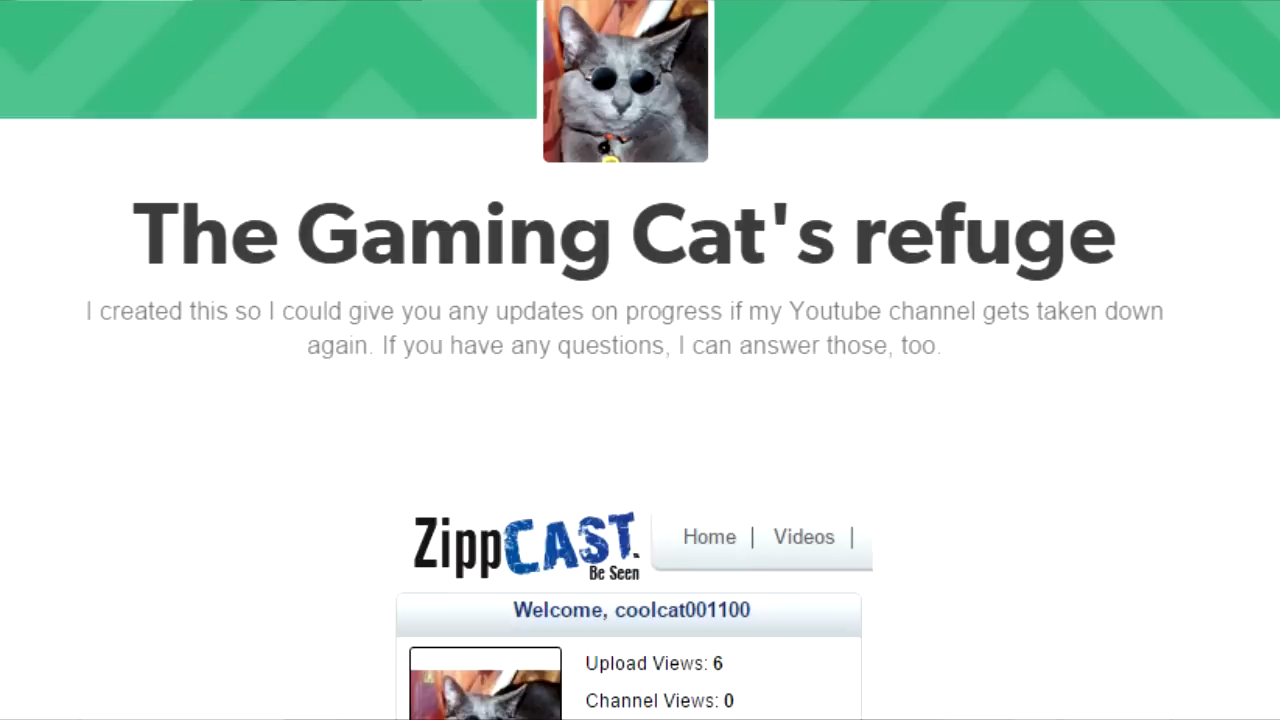 The Gaming Cat's refuge
I created this so I could give you any updates on progress if my Youtube channel gets taken down
again. If you have any questions, I can answer those, too.
ZippCAST.
Be Seen
Home | Videos |
Welcome, coolcat001100
Upload Views: 6
Channel Views: 0